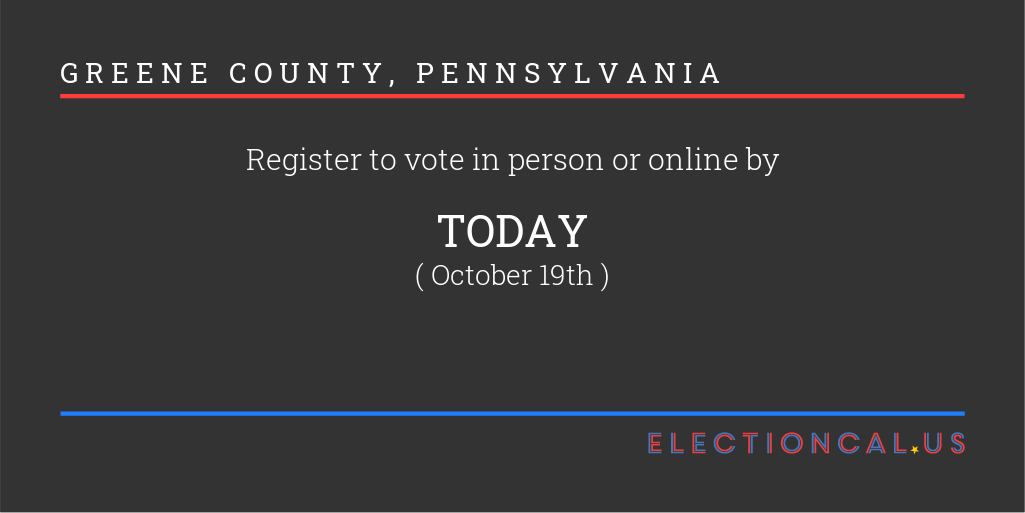 GREENE COUNTY, PENNSYLVANIA
Register to vote in person or online by
TODAY
( October 19th )
ELECTIONCAL.US